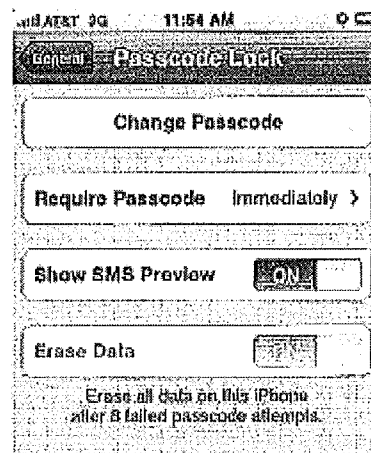 AT&T 3G 11:54 AM
General Passcode Lock
Change Passcode
Require Passcode Immediately >
Show SMS Preview ON
Erase Data
Erase all data on this iPhone
after 8 failed passcode attempts.